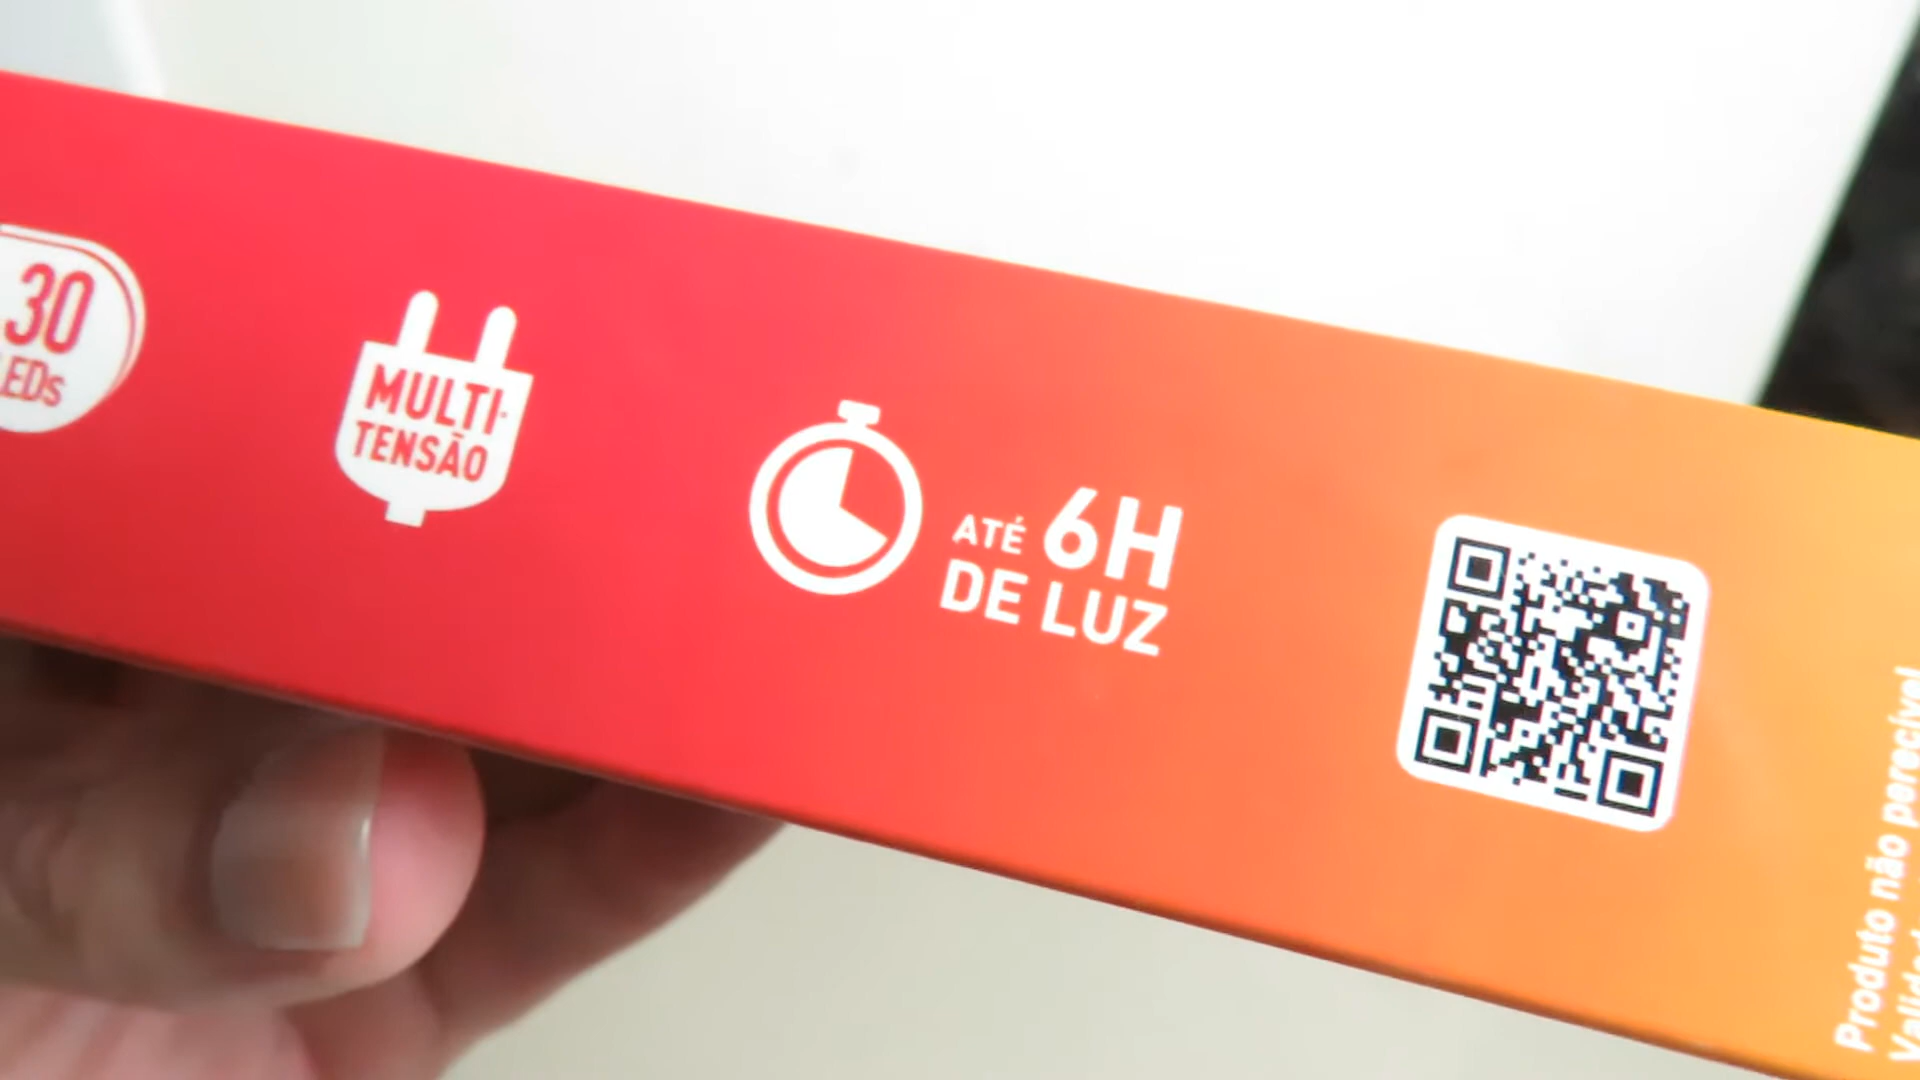 30
LEDs
MULTI-
TENSÃO
ATÉ 6H
DE LUZ
Produto não perecível